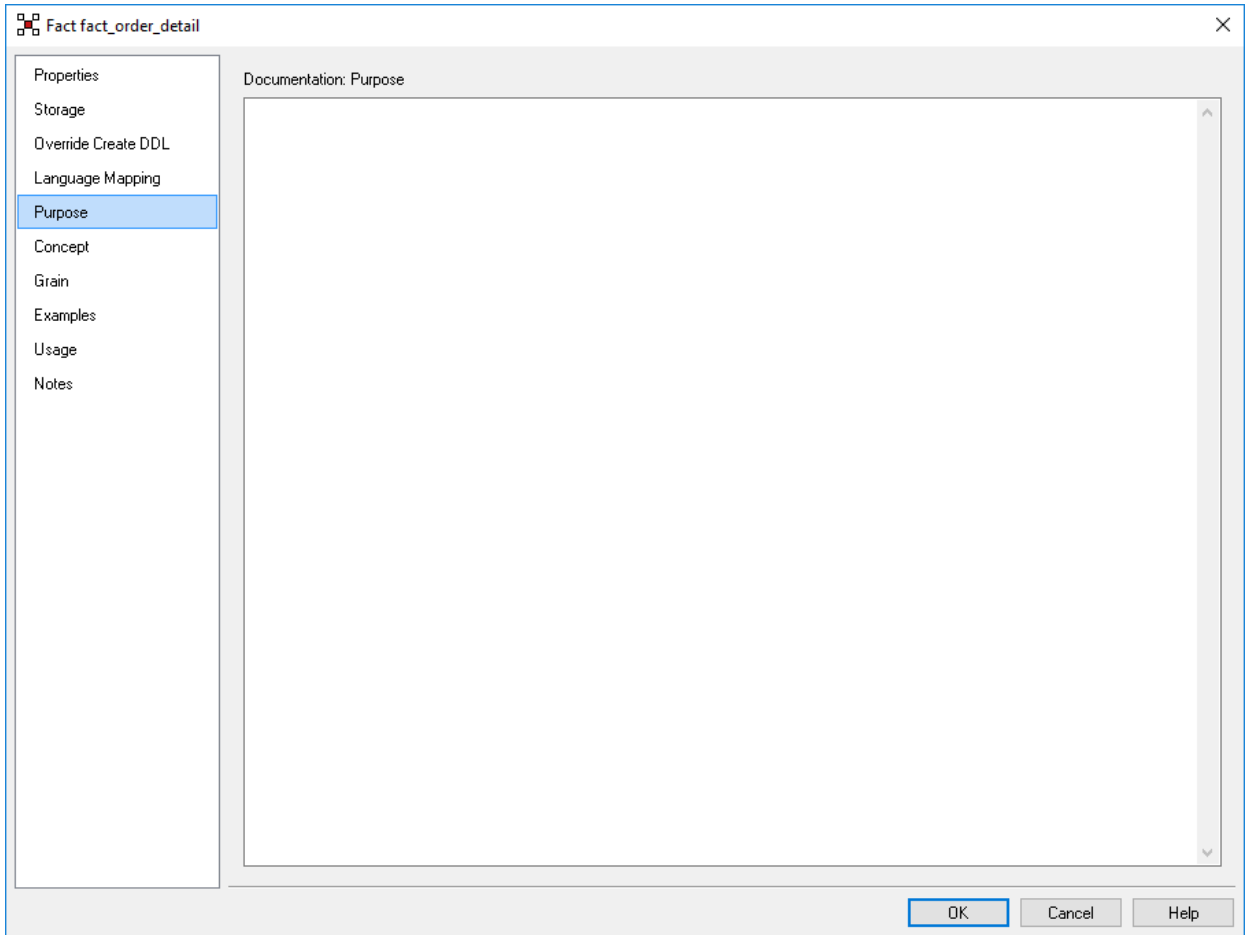 Fact fact_order_detail
Properties
Storage
Override Create DDL
Language Mapping
Purpose
Concept
Grain
Examples
Usage
Notes
Documentation: Purpose
OK
Cancel
Help